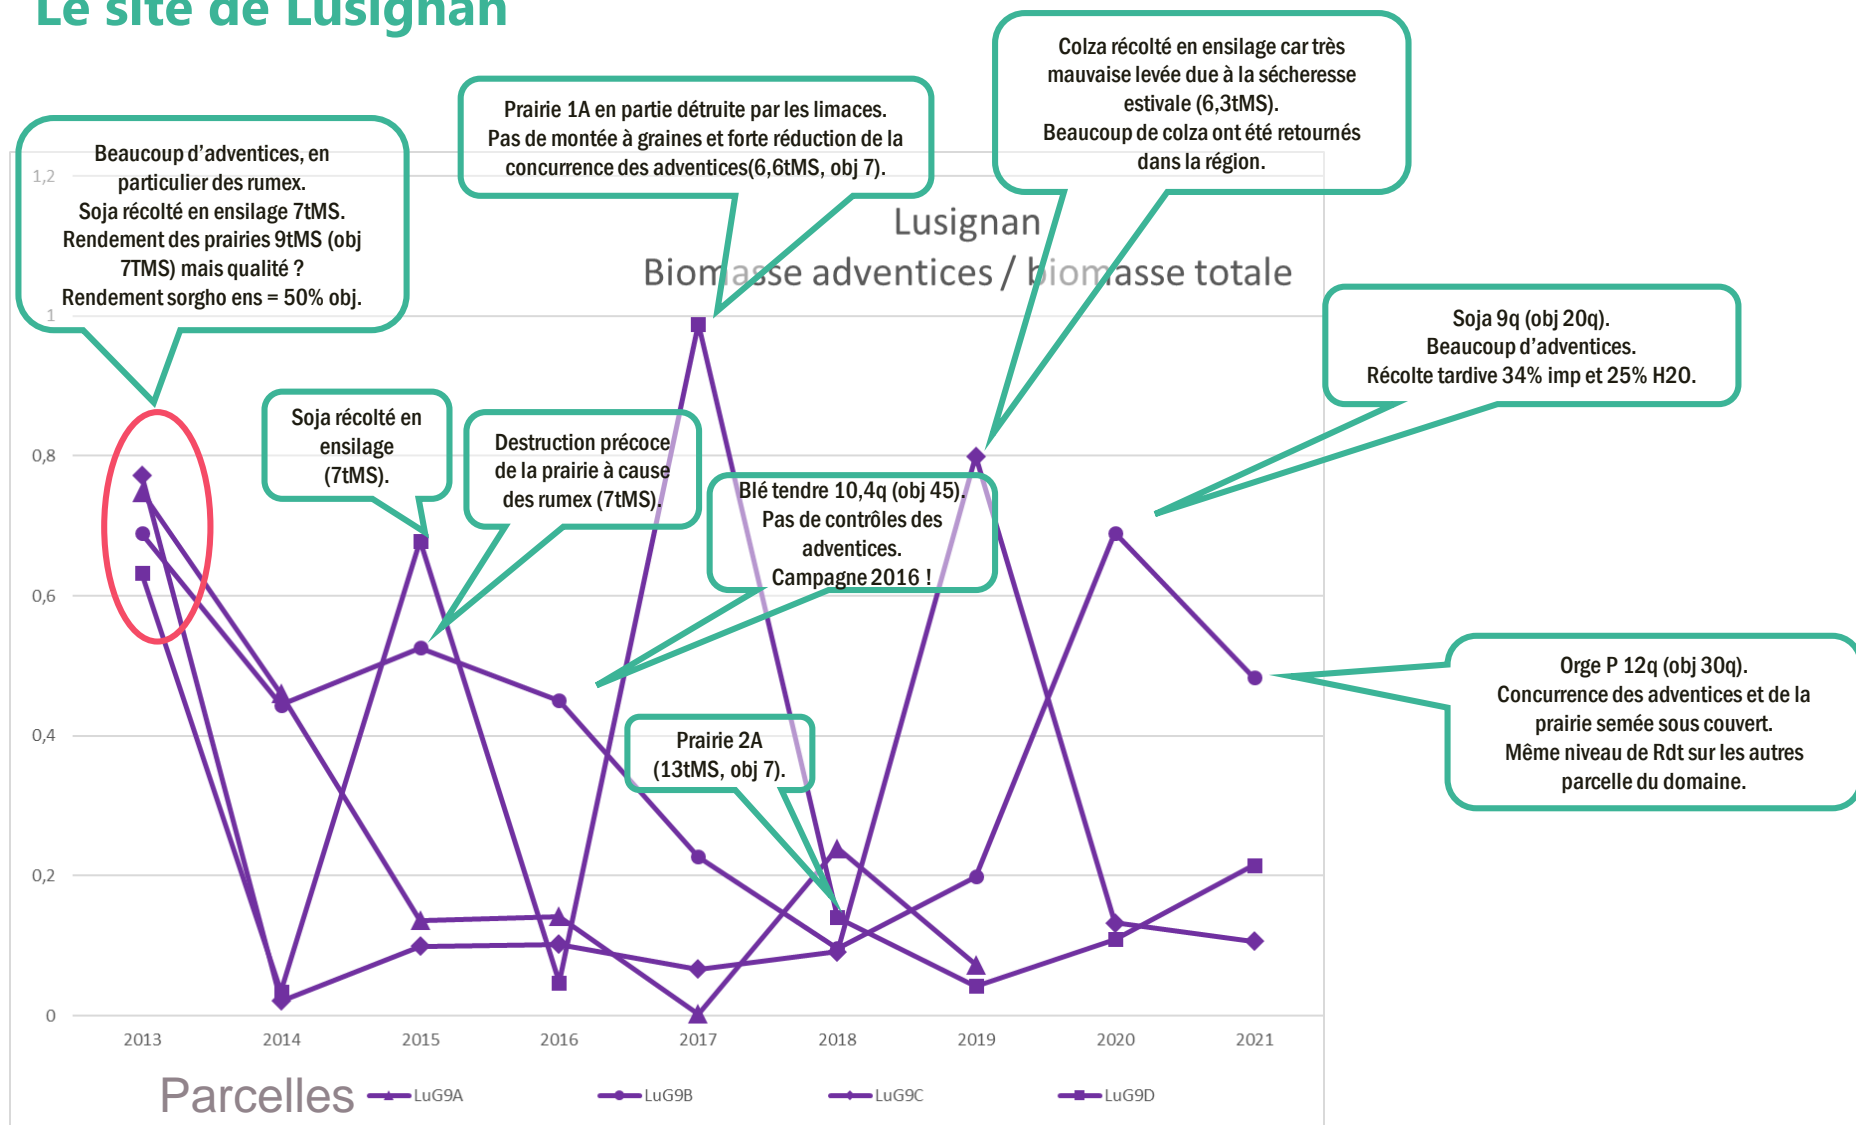 Le site de Lusignan
Colza récolté en ensilage car très
mauvaise levée due à la sécheresse
estivale (6,3tMS).
Beaucoup de colza ont été retournés
dans la région.
Prairie 1A en partie détruite par les limaces.
Pas de montée à graines et forte réduction de la
concurrence des adventices(6,6tMS, obj 7).
Beaucoup d'adventices, en
particulier des rumex.
Soja récolté en ensilage 7tMS.
Rendement des prairies 9tMS (obj
7TMS) mais qualité ?
Rendement sorgho ens = 50% obj.
Lusignan
Biomasse adventices / biomasse totale
Soja 9q (obj 20q).
Beaucoup d'adventices.
Récolte tardive 34% imp et 25% H2O.
Soja récolté en
ensilage
(7tMS).
Destruction précoce
de la prairie à cause
des rumex (7tMS).
Blé tendre 10,4q (obj 45).
Pas de contrôles des
adventices.
Campagne 2016 !
Prairie 2A
(13tMS, obj 7).
Orge P 12q (obj 30q).
Concurrence des adventices et de la
prairie semée sous couvert.
Même niveau de Rdt sur les autres
parcelle du domaine.
1,2
1
0,8
0,6
0,4
0,2
0
2013 2014 2015 2016 2017 2018 2019 2020 2021
Parcelles LuG9A LuG9B LuG9C LuG9D